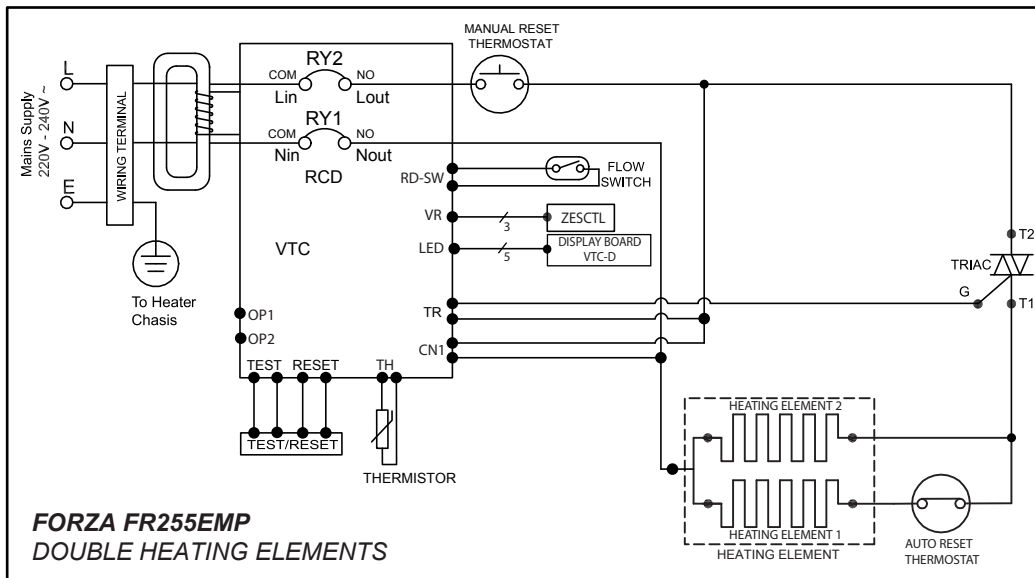 MANUAL RESET
THERMOSTAT
Mains Supply
220V - 240V ~
L
N
E
WIRING TERMINAL
To Heater
Chasis
RY2
COM
NO
Lin
Lout
RY1
COM
NO
Nin
Nout
RCD
VTC
RD-SW
FLOW
SWITCH
VR
3
ZESCTL
LED
5
DISPLAY BOARD
VTC-D
TR
CN1
OP1
OP2
TEST
RESET
TH
TEST/RESET
THERMISTOR
T2
TRIAC
G
T1
HEATING ELEMENT 2
HEATING ELEMENT 1
HEATING ELEMENT
AUTO RESET
THERMOSTAT
FORZA FR255EMP
DOUBLE HEATING ELEMENTS